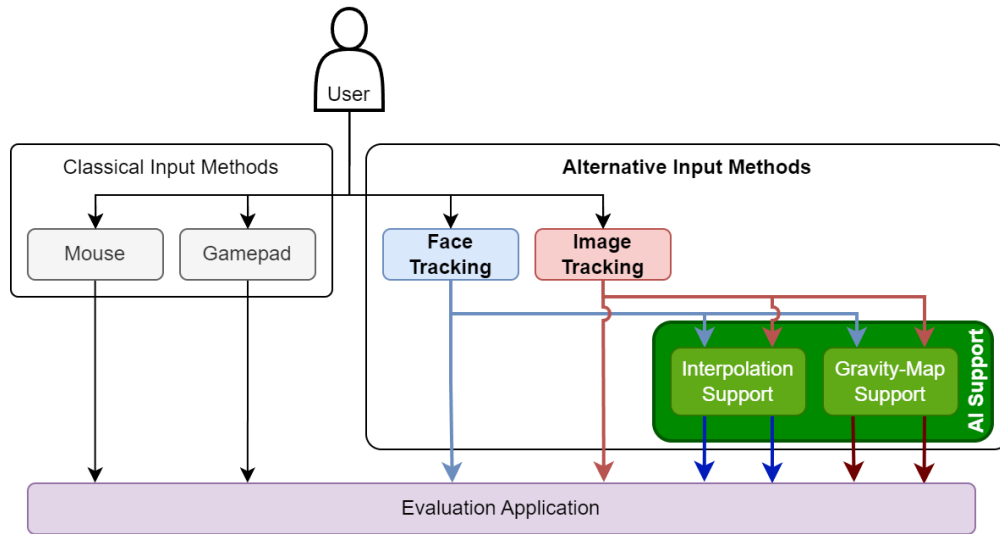 User
Classical Input Methods
Alternative Input Methods
Mouse
Gamepad
Face
Tracking
Image
Tracking
Interpolation
Support
Gravity-Map
Support
AI Support
Evaluation Application